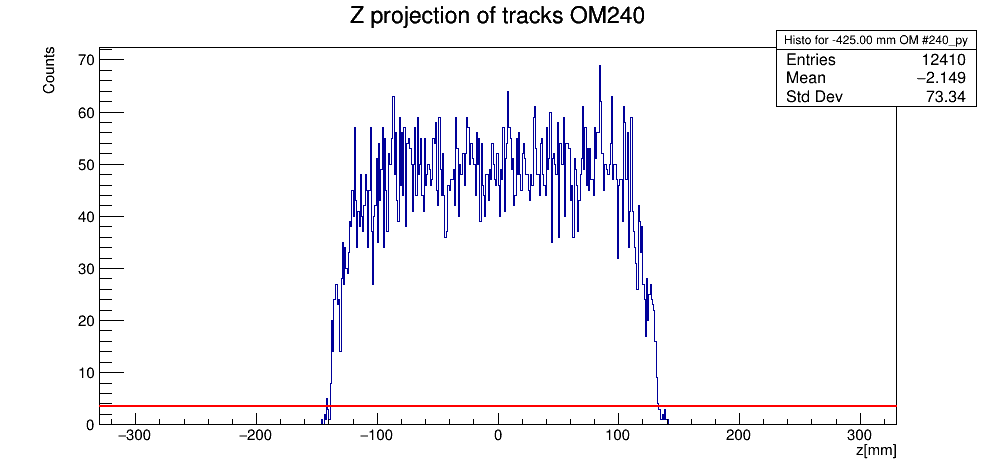 Z projection of tracks OM240
Histo for -425.00 mm OM #240_py
Entries 12410
Mean −2.149
Std Dev 73.34
Counts
70
60
50
40
30
20
10
0
−300 −200 −100 0 100 200 300
z[mm]